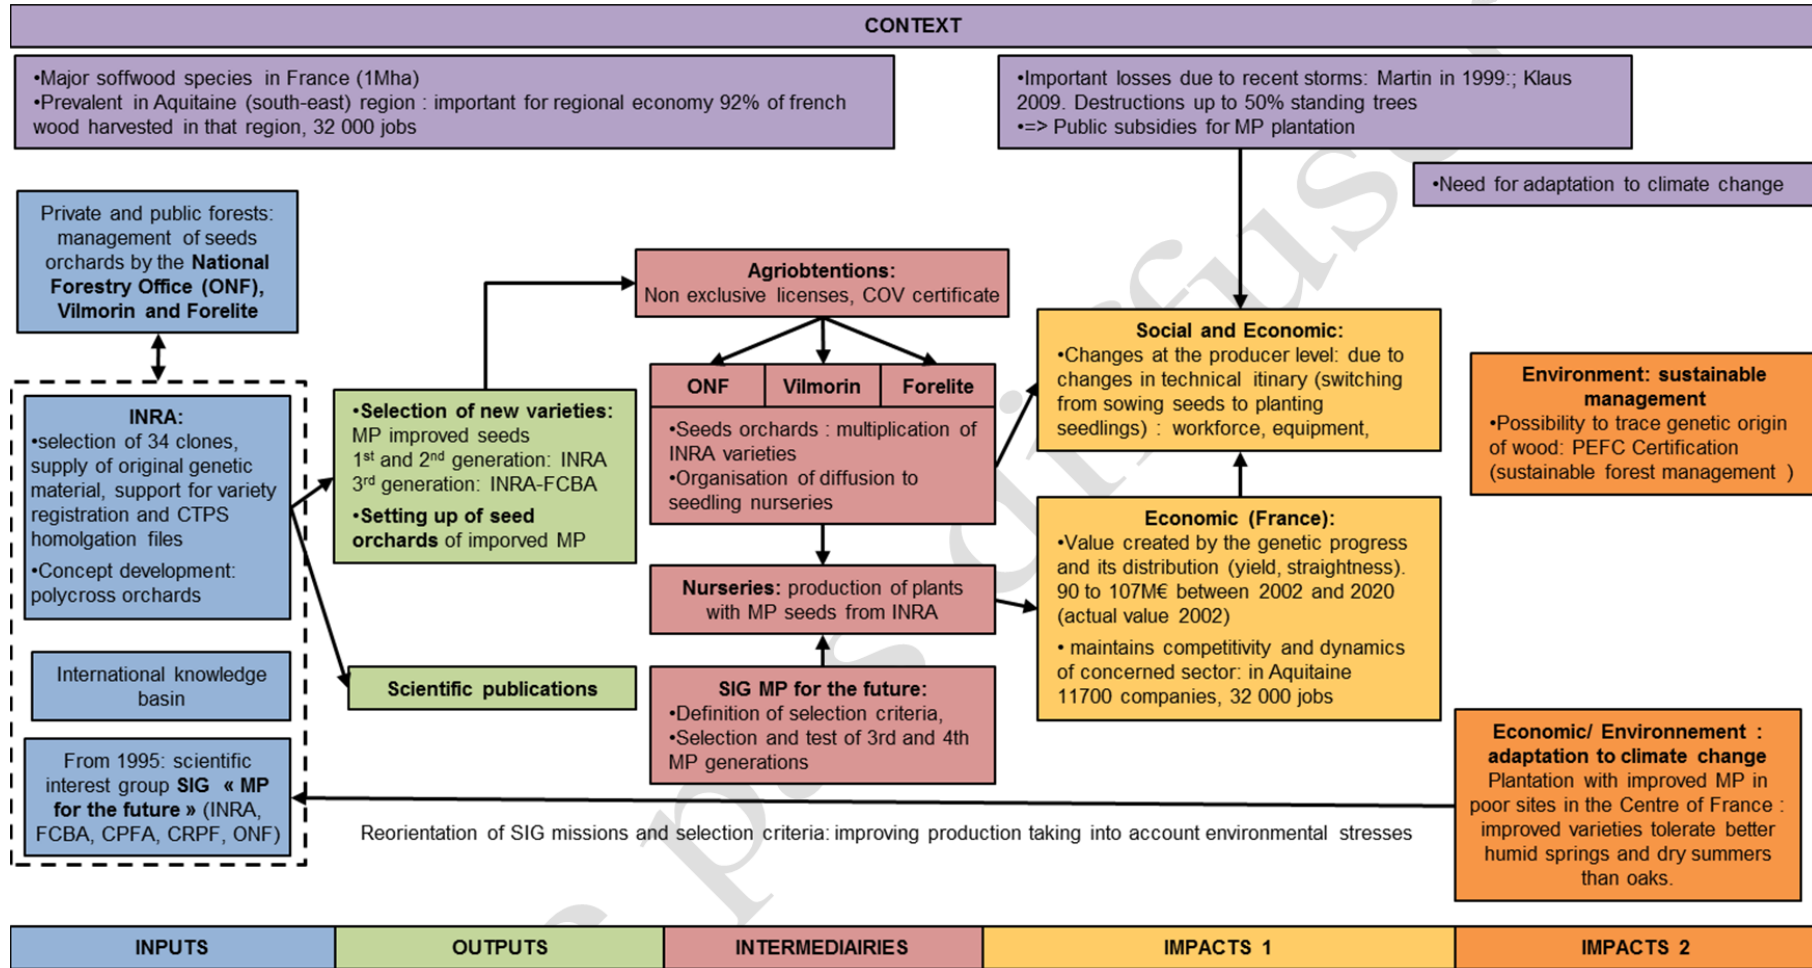 CONTEXT
•Major soffwood species in France (1Mha)
•Prevalent in Aquitaine (south-east) region : important for regional economy 92% of french
wood harvested in that region, 32 000 jobs
•Important losses due to recent storms: Martin in 1999:; Klaus
2009. Destructions up to 50% standing trees
•=> Public subsidies for MP plantation
•Need for adaptation to climate change
Private and public forests:
management of seeds
orchards by the National
Forestry Office (ONF),
Vilmorin and Forelite
INRA:
•selection of 34 clones,
supply of original genetic
material, support for variety
registration and CTPS
homolgation files
•Concept development:
polycross orchards
International knowledge
basin
From 1995: scientific
interest group SIG « MP
for the future » (INRA,
FCBA, CPFA, CRPF, ONF)
•Selection of new varieties:
MP improved seeds
1st and 2nd generation: INRA
3rd generation: INRA-FCBA
•Setting up of seed
orchards of imporved MP
Scientific publications
Agriobtentions:
Non exclusive licenses, COV certificate
ONF
Vilmorin
Forelite
•Seeds orchards : multiplication of
INRA varieties
•Organisation of diffusion to
seedling nurseries
Nurseries: production of plants
with MP seeds from INRA
SIG MP for the future:
•Definition of selection criteria,
•Selection and test of 3rd and 4th
MP generations
Social and Economic:
•Changes at the producer level: due to
changes in technical itinary (switching
from sowing seeds to planting
seedlings) : workforce, equipment,
Economic (France):
•Value created by the genetic progress
and its distribution (yield, straightness).
90 to 107M€ between 2002 and 2020
(actual value 2002)
• maintains competivity and dynamics
of concerned sector: in Aquitaine
11700 companies, 32 000 jobs
Environment: sustainable
management
•Possibility to trace genetic origin
of wood: PEFC Certification
(sustainable forest management )
Economic/ Environnement :
adaptation to climate change
Plantation with improved MP in
poor sites in the Centre of France :
improved varieties tolerate better
humid springs and dry summers
than oaks.
Reorientation of SIG missions and selection criteria: improving production taking into account environmental stresses
INPUTS
OUTPUTS
INTERMEDIAIRIES
IMPACTS 1
IMPACTS 2